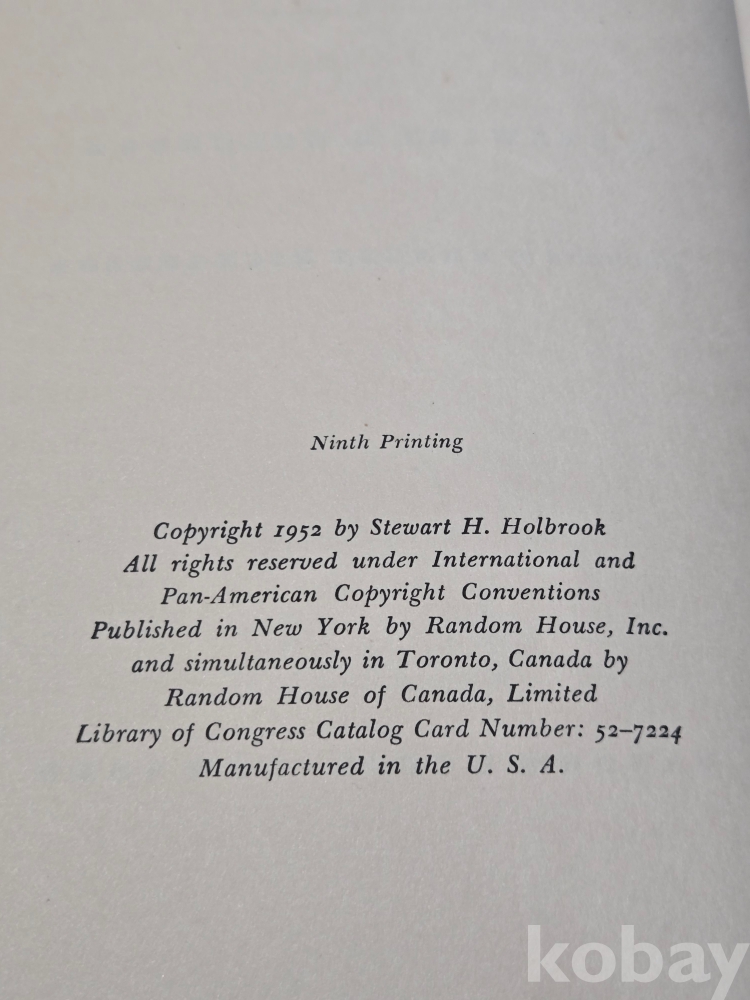 Ninth Printing
Copyright 1952 by Stewart H. Holbrook
All rights reserved under International and
Pan-American Copyright Conventions
Published in New York by Random House, Inc.
and simultaneously in Toronto, Canada by
Random House of Canada, Limited
Library of Congress Catalog Card Number: 52–7224
Manufactured in the U. S. A.
kobay